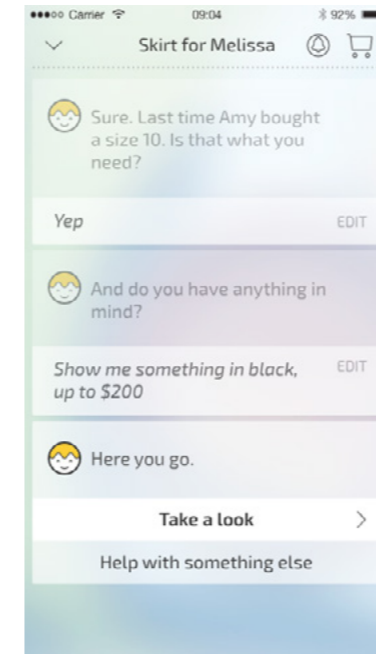 ●●●○○ Carrier 09:04 92%
Skirt for Melissa
Sure. Last time Amy bought
a size 10. Is that what you
need?
Yep EDIT
And do you have anything in
mind?
Show me something in black, EDIT
up to $200
Here you go.
Take a look
Help with something else